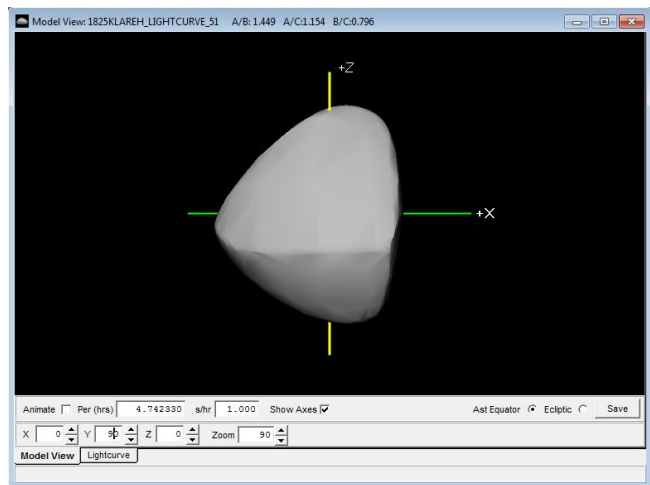 Model View: 1825KLAREH_LIGHTCURVE_51 A/B: 1.449 A/C:1.154 B/C:0.796
+Z
+X
Animate Per (hrs) 4.742330 s/hr 1.000 Show Axes Ast Equator Ecliptic Save
X 0 Y 90 Z 0 Zoom 90
Model View Lightcurve